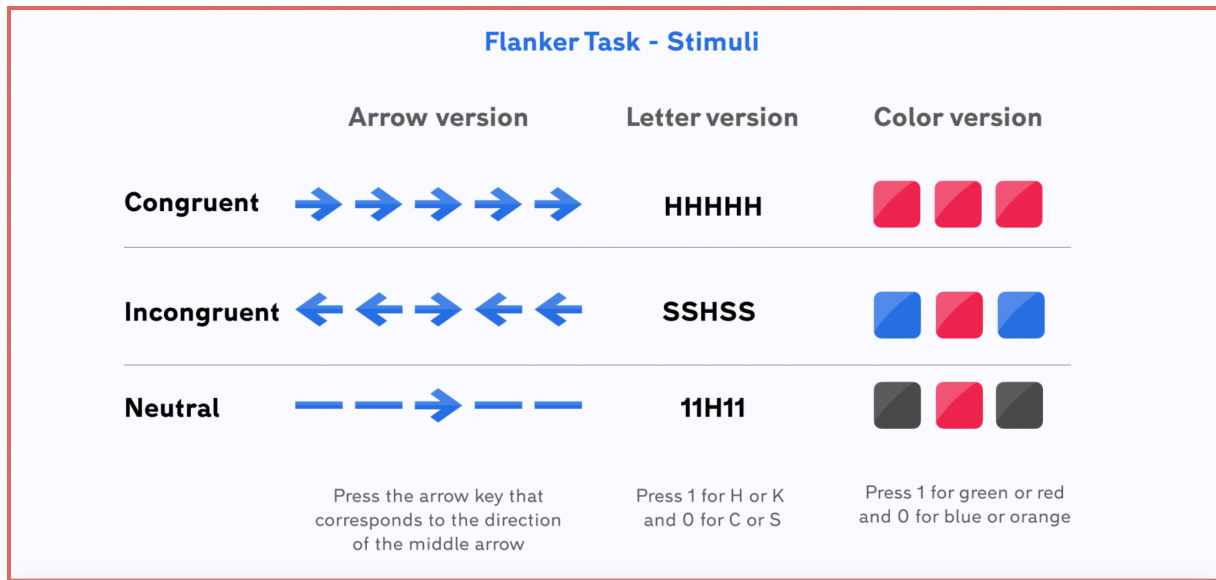 Flanker Task - Stimuli
Arrow version Letter version Color version
Congruent HHHHH
Incongruent SSHSS
Neutral 11H11
Press the arrow key that
corresponds to the direction
of the middle arrow
Press 1 for H or K
and 0 for C or S
Press 1 for green or red
and 0 for blue or orange